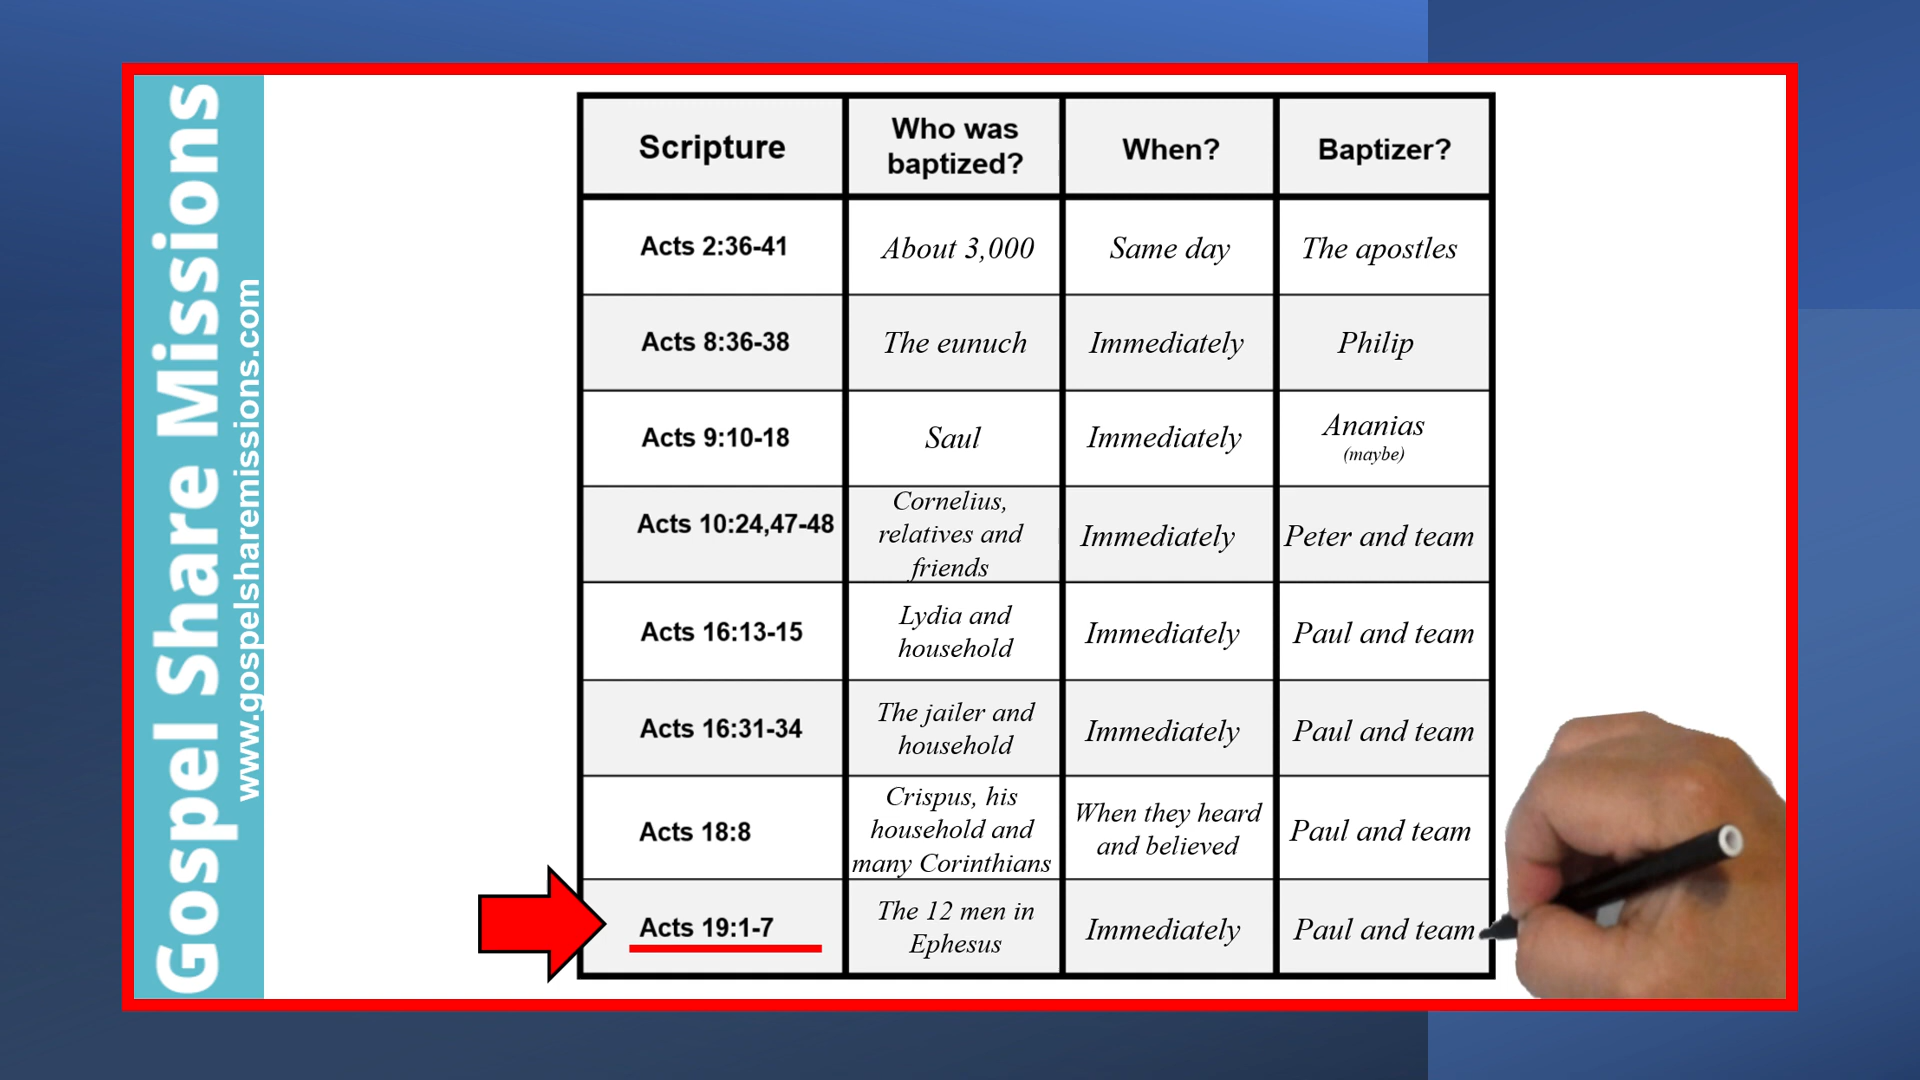 Gospel Share Missions
www.gospelsharemissions.com
Scripture
Who was
baptized?
When?
Baptizer?
Acts 2:36-41
About 3,000
Same day
The apostles
Acts 8:36-38
The eunuch
Immediately
Philip
Acts 9:10-18
Saul
Immediately
Ananias
(maybe)
Acts 10:24,47-48
Cornelius,
relatives and
friends
Immediately
Peter and team
Acts 16:13-15
Lydia and
household
Immediately
Paul and team
Acts 16:31-34
The jailer and
household
Immediately
Paul and team
Acts 18:8
Crispus, his
household and
many Corinthians
When they heard
and believed
Paul and team
Acts 19:1-7
The 12 men in
Ephesus
Immediately
Paul and team